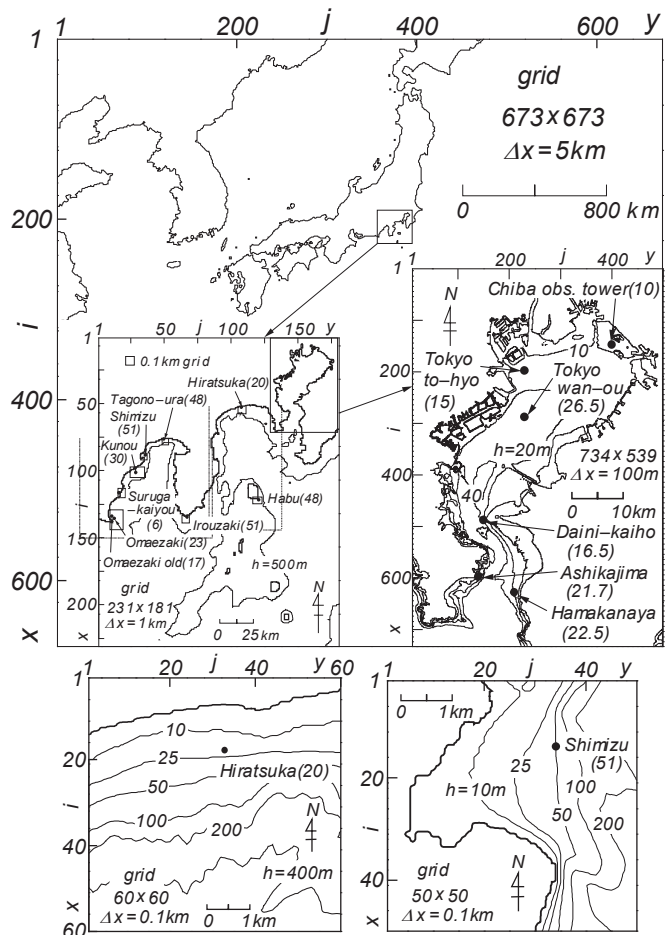 1 200 j 400 600 y
1
grid
673×673
Δx=5km
0 800 km
200
i
400
600
x
1 50 j 100 150 y
1
0.1km grid
Hiratsuka(20)
Tagono–ura(48)
50
Shimizu
(51)
Kunou
(30)
100
i
Suruga
–kaiyou
(6)
Habu(48)
Irouzaki(51)
150
Omaezaki(23)
Omaezaki old(17)
h=500m
grid
231×181
Δx=1km
N
200
x
0 25 km
1 200 j 400 y
1
N
Chiba obs. tower(10)
10
Tokyo
to–hyo
(15)
Tokyo
wan–ou
(26.5)
200
i
h=20m
734×539
Δx=100m
400
40
0 10km
Daini–kaiho
(16.5)
Ashikajima
(21.7)
600
Hamakanaya
(22.5)
x
1 20 j 40 y 60
1
10
25
20
Hiratsuka(20)
50
i
100
200
N
40
h=400m
grid
60×60
Δx=0.1km
0 1km
x
60
1 20 j 40 y
1
0 1km
Shimizu
(51)
25
h=10m
100
20
50
200
i
N
grid
50×50
Δx=0.1km
40
x